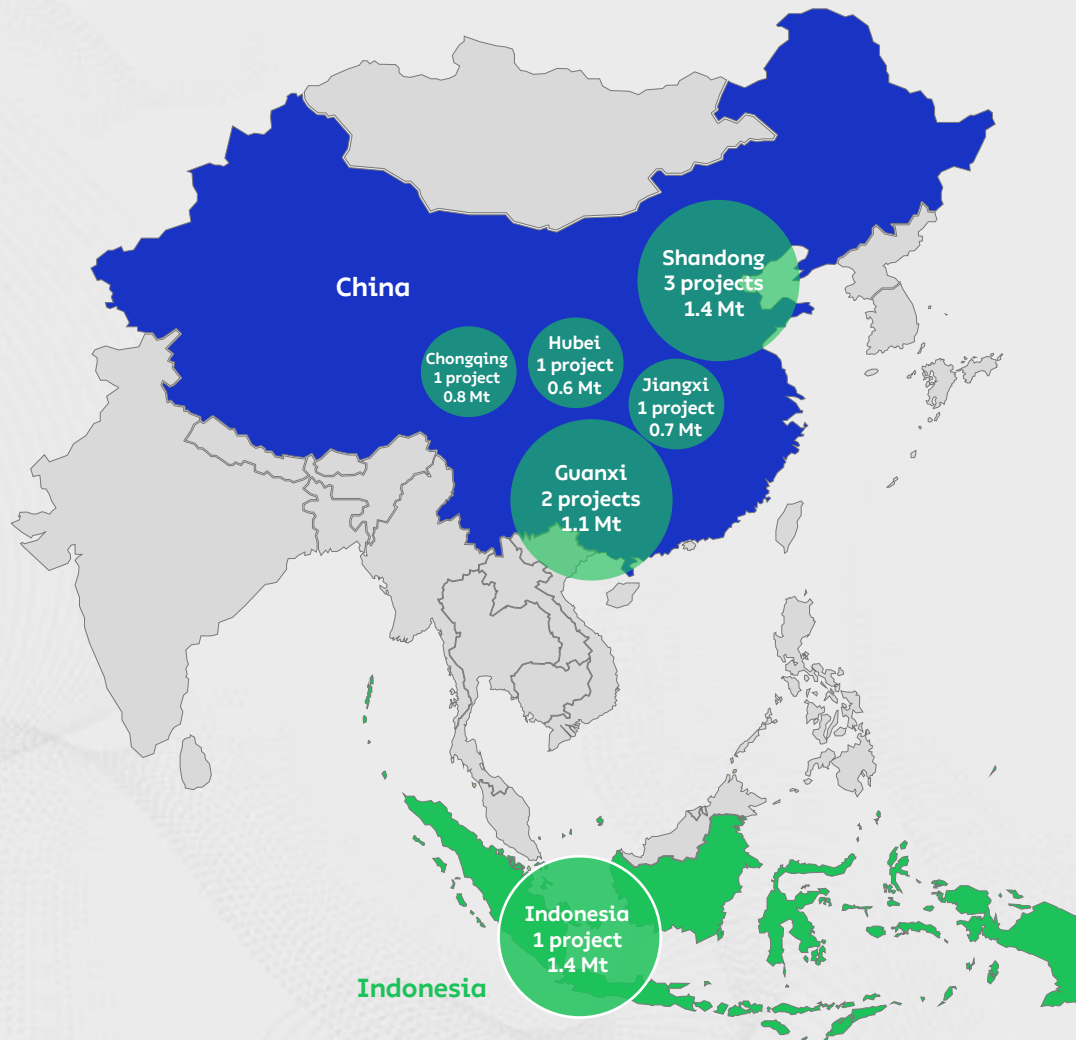 China
Shandong
3 projects
1.4 Mt
Hubei
1 project
0.6 Mt
Chongqing
1 project
0.8 Mt
Jiangxi
1 project
0.7 Mt
Guanxi
2 projects
1.1 Mt
Indonesia
1 project
1.4 Mt
Indonesia